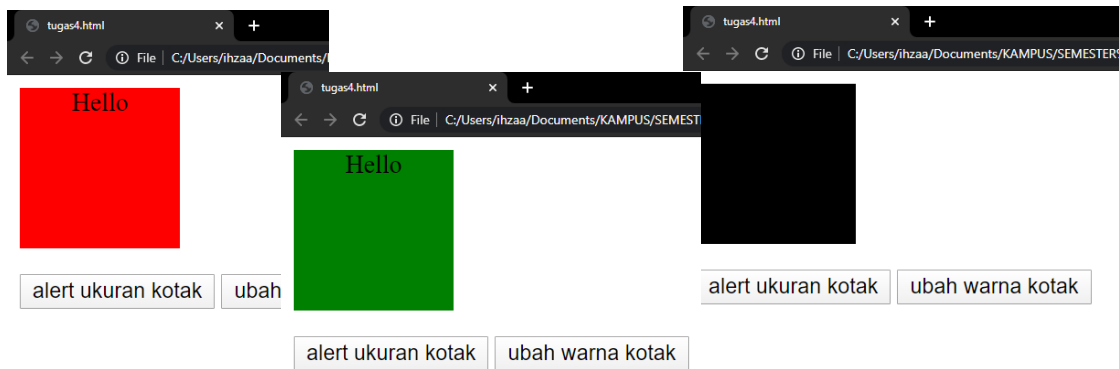 tugas4.html
File | C:/Users/ihzaa/Documents/
Hello
alert ukuran kotak
ubah
tugas4.html
File | C:/Users/ihzaa/Documents/KAMPUS/SEMEST
Hello
alert ukuran kotak
ubah warna kotak
tugas4.html
File | C:/Users/ihzaa/Documents/KAMPUS/SEMESTER
alert ukuran kotak
ubah warna kotak